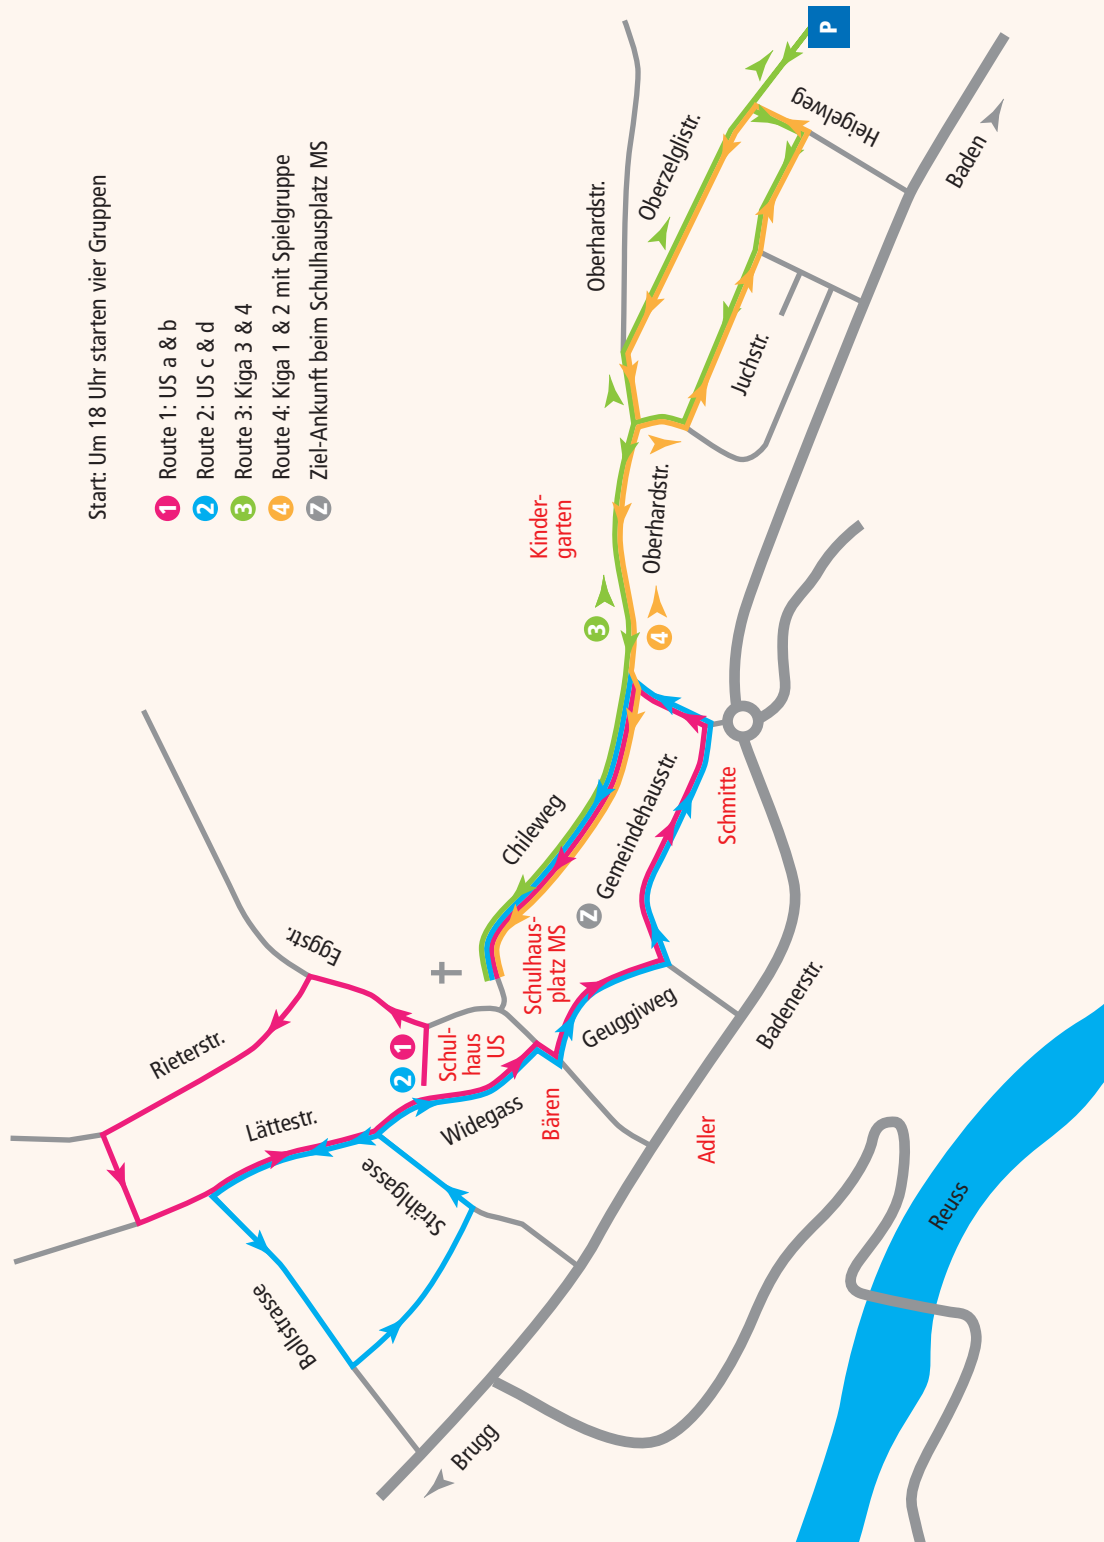 Start: Um 18 Uhr starten vier Gruppen
1 Route 1: US a & b
2 Route 2: US c & d
3 Route 3: Kiga 3 & 4
4 Route 4: Kiga 1 & 2 mit Spielgruppe
Z Ziel-Ankunft beim Schulhausplatz MS
Eggstr.
Rieterstr.
Lättestr.
Bollstrasse
Strählgasse
Widegass
2
1
Schul-
haus
US
Bären
Schulhaus-
platz MS
Z
Chileweg
Gemeindehausstr.
Geuggiweg
Schmitte
Adler
Badenerstr.
Brugg
Reuss
3
4
Kinder-
garten
Oberhardstr.
Oberhardstr.
Oberzelglistr.
Juchstr.
Heigelweg
P
Baden